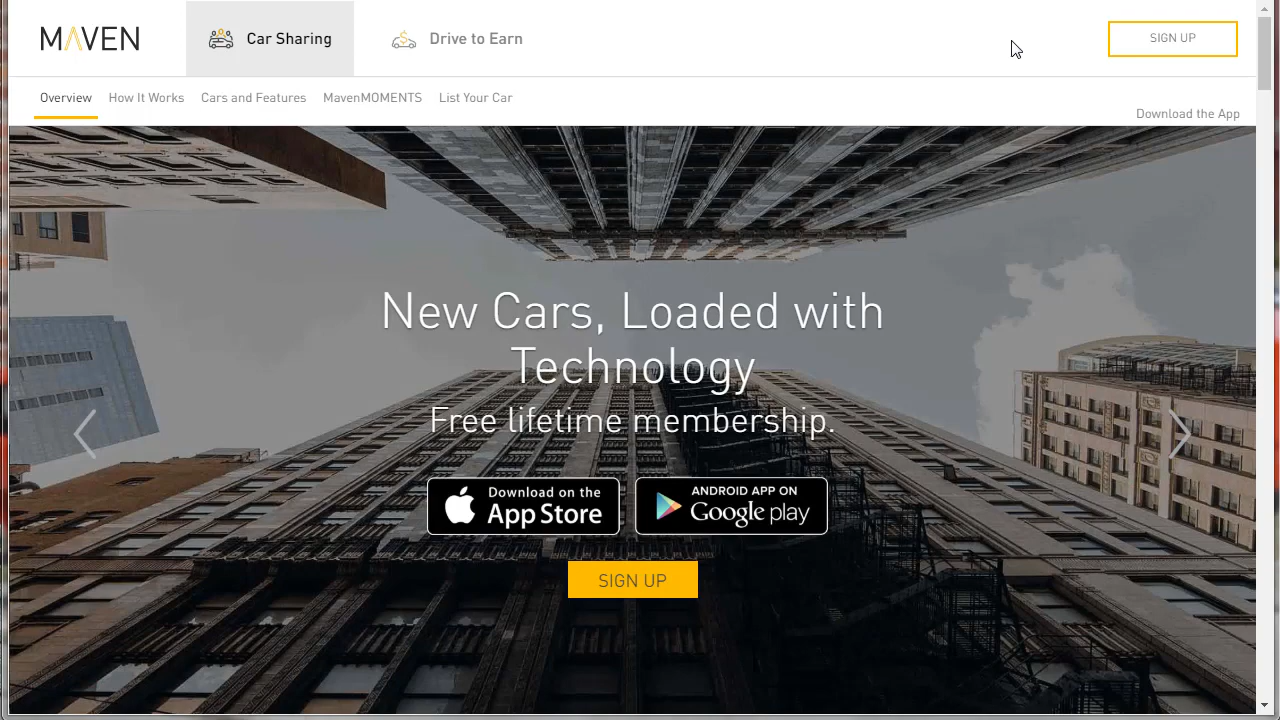 MAVEN
Car Sharing
Drive to Earn
SIGN UP
Overview
How It Works
Cars and Features
MavenMOMENTS
List Your Car
Download the App
New Cars, Loaded with
Technology
Free lifetime membership.
Download on the
App Store
ANDROID APP ON
Google play
SIGN UP